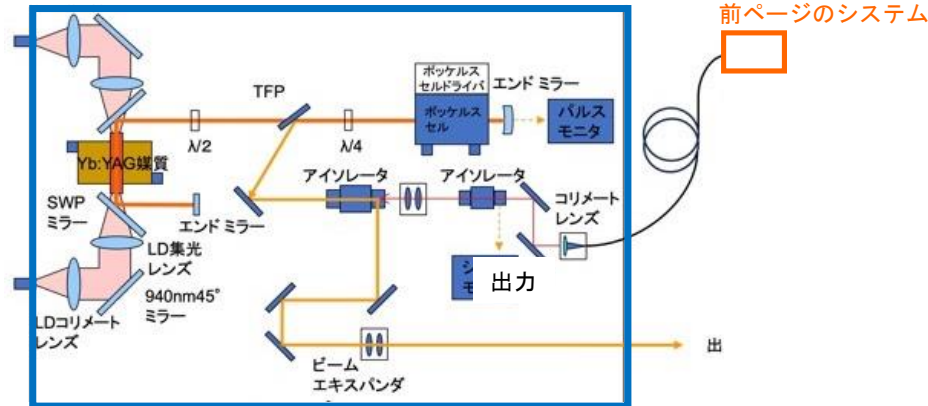 前ページのシステム
ポッケルス
セルドライバ
エンド ミラー
TFP
ポッケルス
セル
パルス
モニタ
λ/2
λ/4
Yb:YAG媒質
アイソレータ
アイソレータ
コリメート
レンズ
SWP
ミラー
エンド ミラー
LD集光
レンズ
940nm45°
ミラー
出力
LDコリメート
レンズ
出
ビーム
エキスパンダ